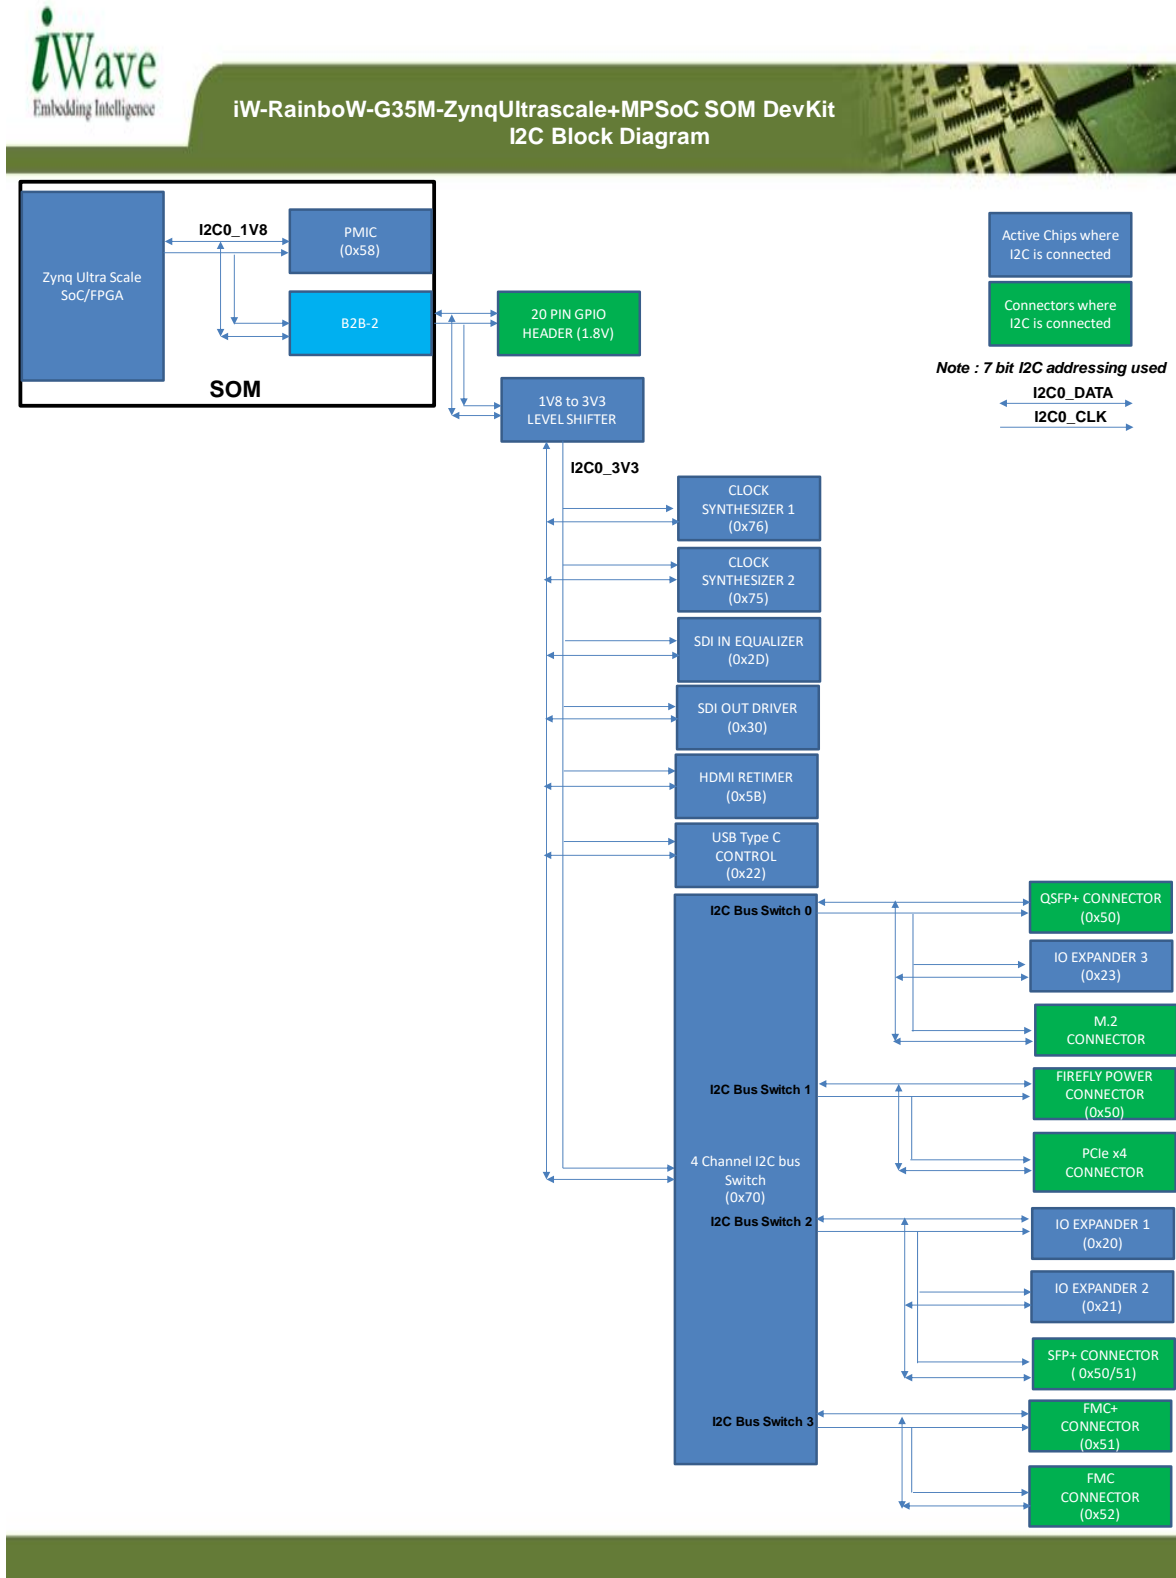 iWave
Embedding Intelligence
iW-RainboW-G35M-ZynqUltrascale+MPSoC SOM DevKit
I2C Block Diagram
Zynq Ultra Scale
SoC/FPGA
I2C0_1V8
PMIC
(0x58)
B2B-2
SOM
20 PIN GPIO
HEADER (1.8V)
1V8 to 3V3
LEVEL SHIFTER
I2C0_3V3
Active Chips where
I2C is connected
Connectors where
I2C is connected
Note : 7 bit I2C addressing used
I2C0_DATA
I2C0_CLK
CLOCK
SYNTHESIZER 1
(0x76)
CLOCK
SYNTHESIZER 2
(0x75)
SDI IN EQUALIZER
(0x2D)
SDI OUT DRIVER
(0x30)
HDMI RETIMER
(0x5B)
USB Type C
CONTROL
(0x22)
I2C Bus Switch 0
I2C Bus Switch 1
4 Channel I2C bus
Switch
(0x70)
I2C Bus Switch 2
I2C Bus Switch 3
QSFP+ CONNECTOR
(0x50)
IO EXPANDER 3
(0x23)
M.2
CONNECTOR
FIREFLY POWER
CONNECTOR
(0x50)
PCIe x4
CONNECTOR
IO EXPANDER 1
(0x20)
IO EXPANDER 2
(0x21)
SFP+ CONNECTOR
( 0x50/51)
FMC+
CONNECTOR
(0x51)
FMC
CONNECTOR
(0x52)